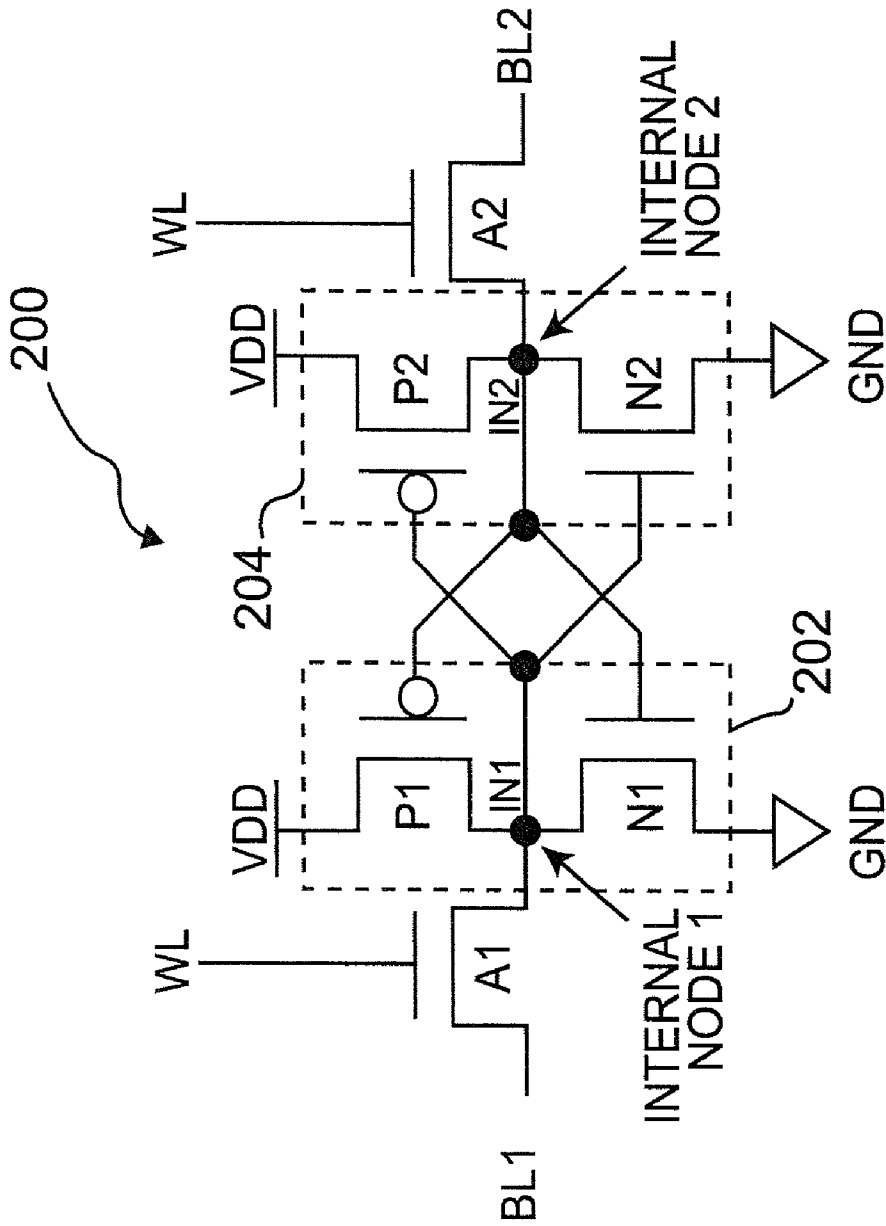 200
WL
WL
VDD
VDD
204
P1
P2
A1
A2
BL1
BL2
IN1
IN2
N1
N2
INTERNAL
NODE 1
INTERNAL
NODE 2
202
GND
GND